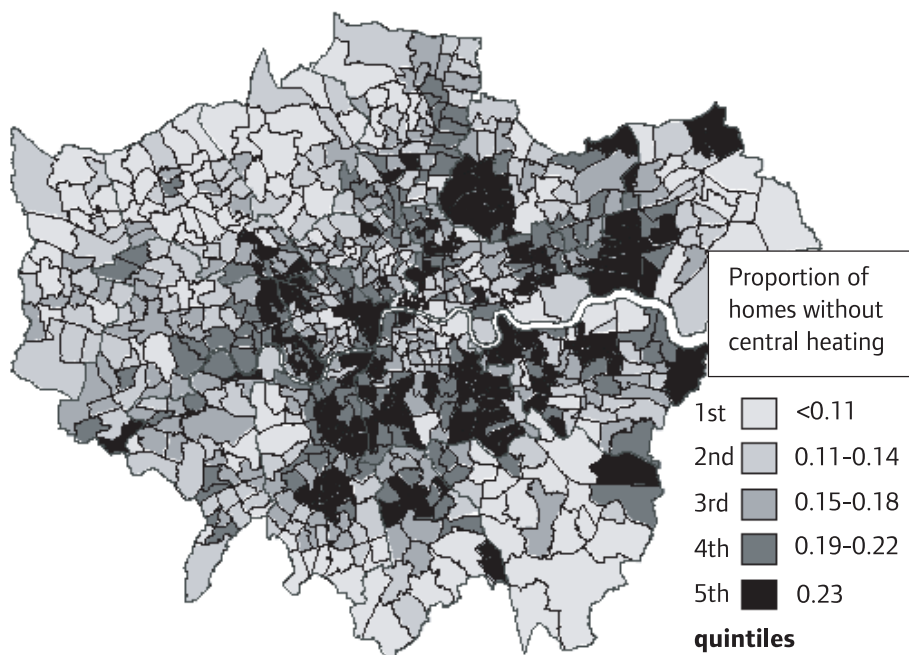 Proportion of
homes without
central heating
1st <0.11
2nd 0.11–0.14
3rd 0.15–0.18
4th 0.19–0.22
5th 0.23
quintiles